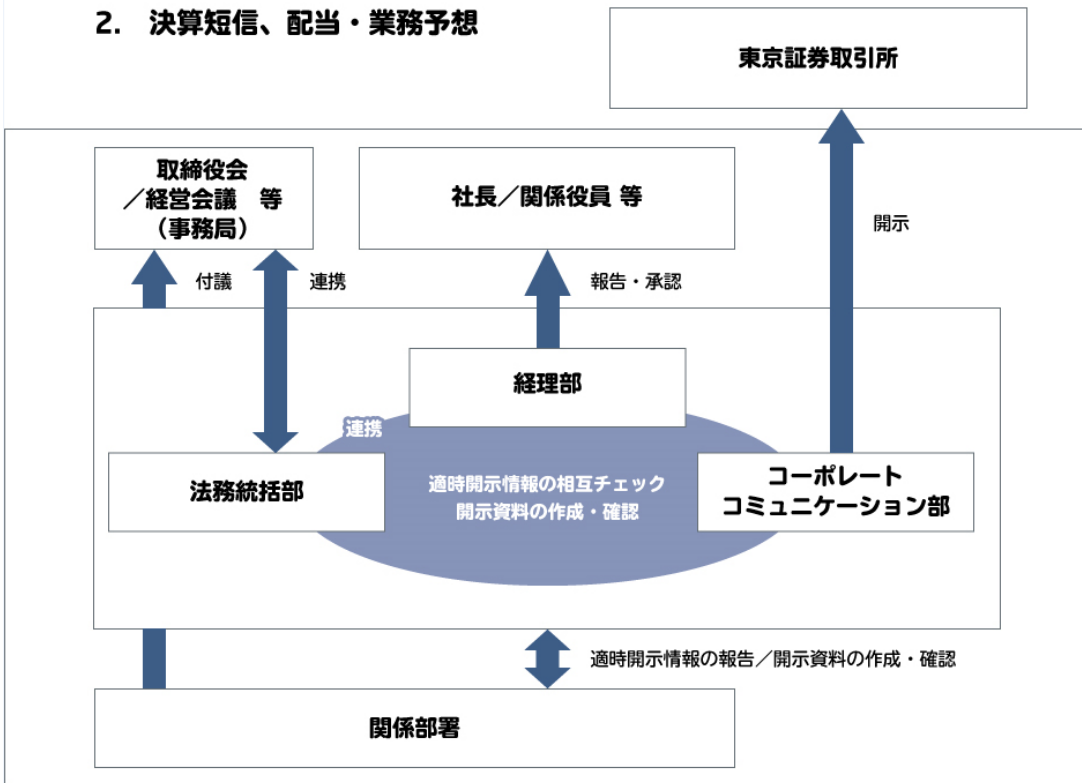 2. 決算短信、配当・業務予想
東京証券取引所
取締役会
／経営会議　等
（事務局）
社長／関係役員 等
開示
付議
連携
報告・承認
経理部
連携
法務統括部
適時開示情報の相互チェック
開示資料の作成・確認
コーポレート
コミュニケーション部
適時開示情報の報告／開示資料の作成・確認
関係部署